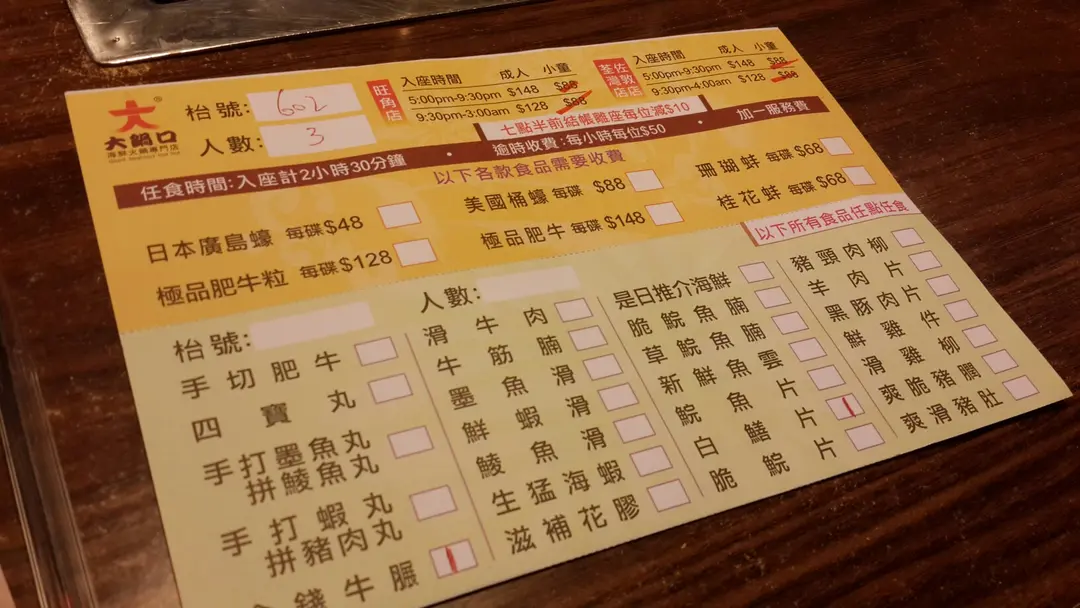 大鍋口
海鮮火鍋專門店
枱號: 602
人數: 3
旺角店
入座時間 成人 小童
5:00pm-9:30pm $148 $88
9:30pm-3:00am $128 $88
荃灣店 佐敦店
入座時間 成人 小童
5:00pm-9:30pm $148 $88
9:30pm-4:00am $128 $88
七點半前結帳離座每位減$10
任食時間:入座計2小時30分鐘 • 逾時收費:每小時每位$50 • 加一服務費
以下各款食品需要收費
日本廣島蠔 每碟$48
美國桶蠔 每碟 $88
珊瑚蚌 每碟$68
極品肥牛粒 每碟$128
極品肥牛 每碟$148
桂花蚌 每碟$68
以下所有食品任點任食
枱號:
人數:
手切肥牛
四寶丸
手打墨魚丸
拼鯪魚丸
手打蝦丸
拼豬肉丸
錢牛𦟌
滑牛肉
牛筋腩
墨魚滑
鮮蝦滑
鯪魚滑
生猛海蝦
滋補花膠
是日推介海鮮
脆鯇魚腩
草鯇魚腩
新鮮魚雲
鯇魚片
白鱔片
脆鯇片
豬頸肉柳
羊肉片
黑豚肉片
鮮雞件
滑雞柳
爽脆豬膶
爽滑豬肚